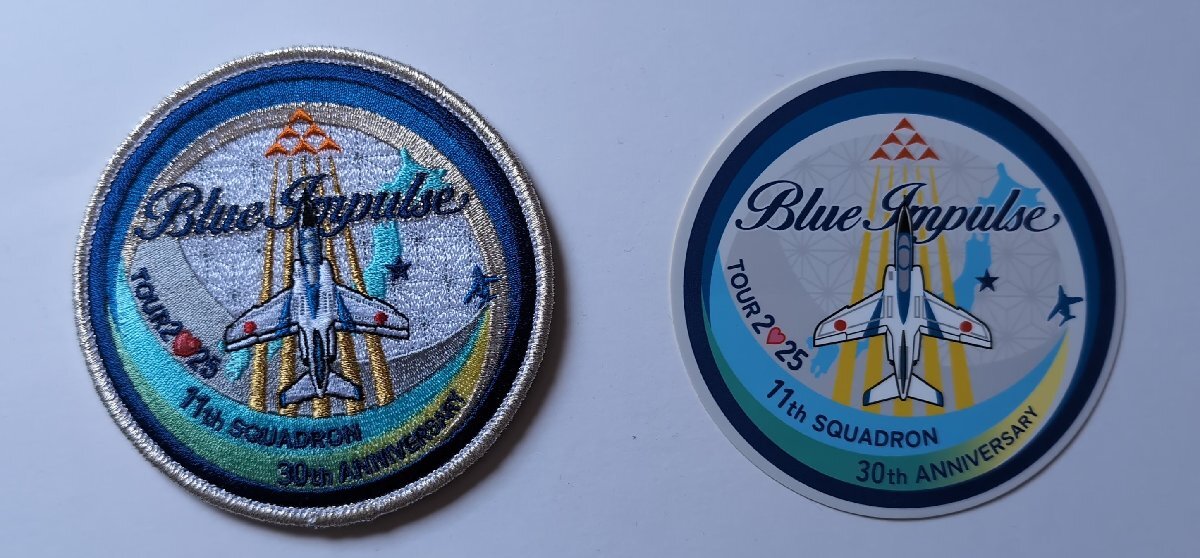 Blue Impulse
TOUR2♥25
11th SQUADRON
30th ANNIVERSARY
Blue Impulse
TOUR2♥25
11th SQUADRON
30th ANNIVERSARY